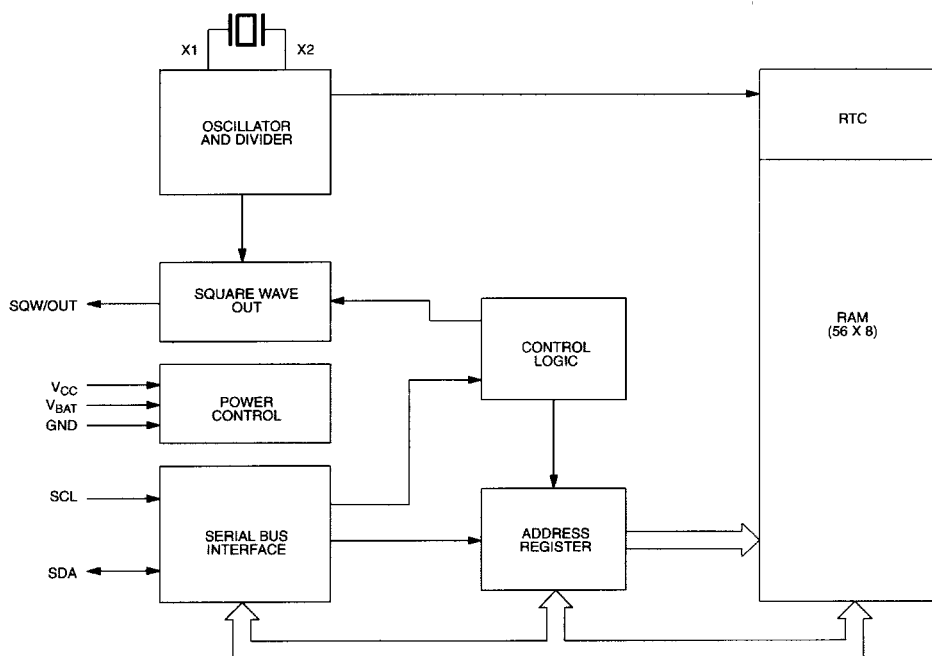 X1
X2
OSCILLATOR
AND DIVIDER
RTC
SQUARE WAVE
OUT
SQW/OUT
CONTROL
LOGIC
RAM
(56 X 8)
VCC
VBAT
GND
POWER
CONTROL
SCL
SERIAL BUS
INTERFACE
ADDRESS
REGISTER
SDA